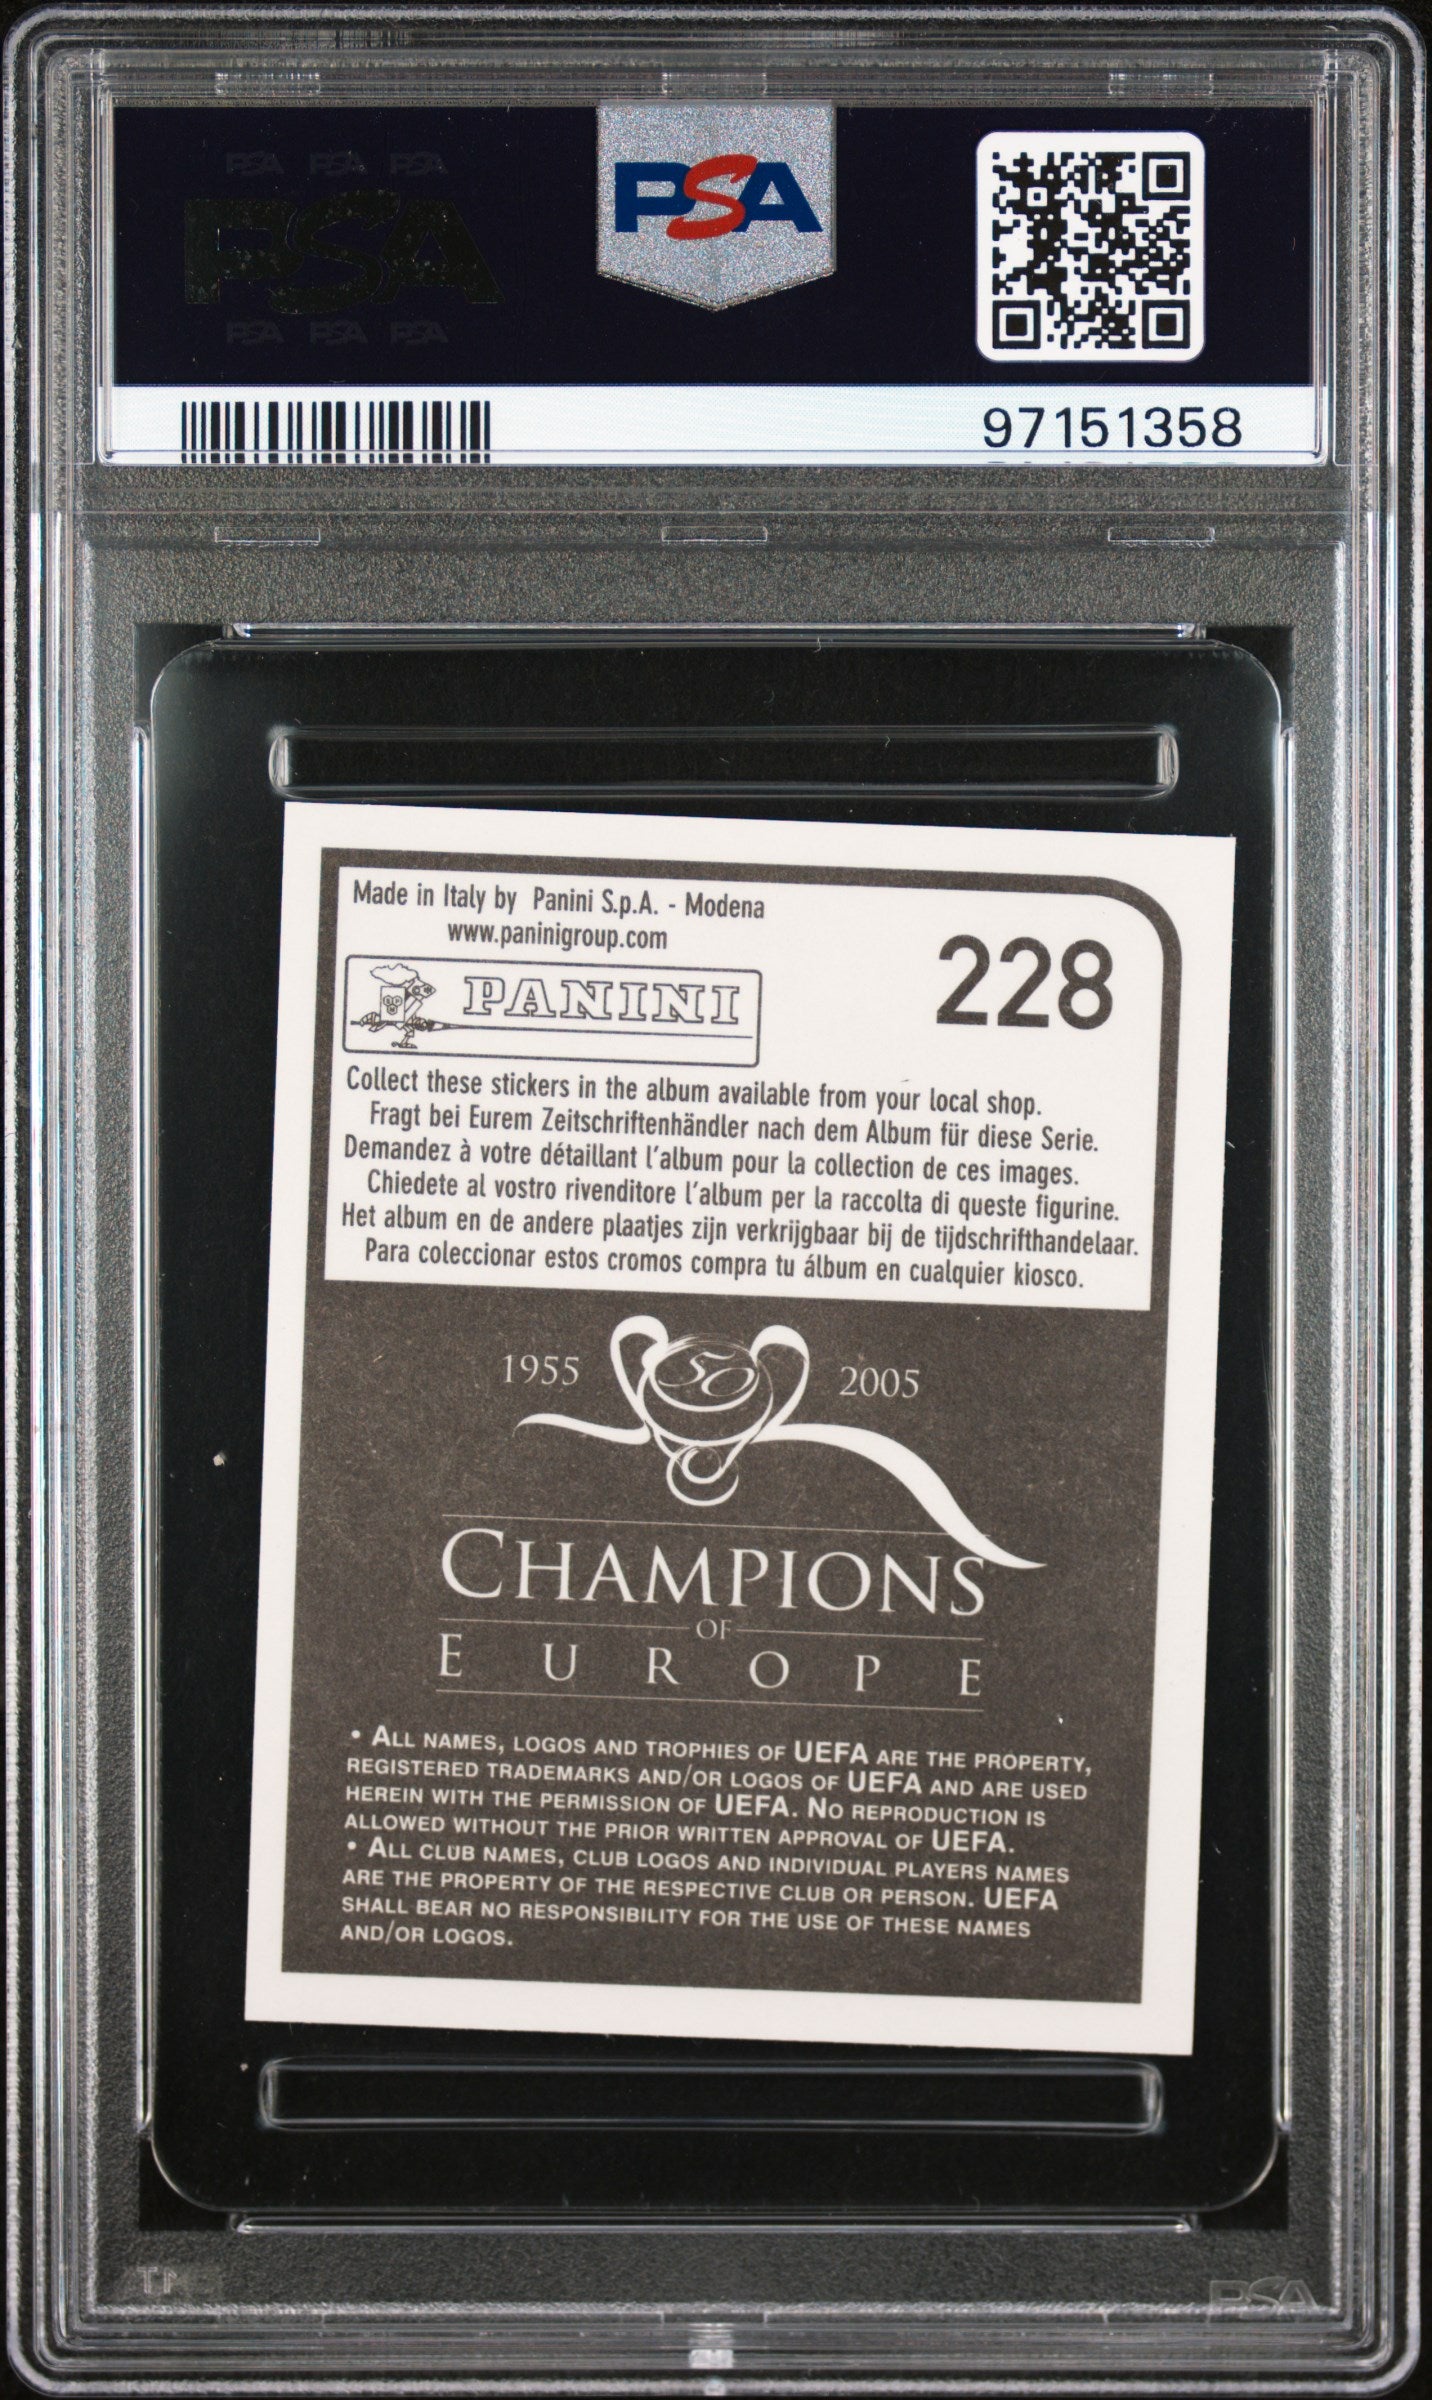 PSA PSA PSA
PSA
PSA PSA PSA
PSA
97151358
Made in Italy by Panini S.p.A. - Modena
www.paninigroup.com
228
PANINI
Collect these stickers in the album available from your local shop.
Fragt bei Eurem Zeitschriftenhändler nach dem Album für diese Serie.
Demandez à votre détaillant l'album pour la collection de ces images.
Chiedete al vostro rivenditore l'album per la raccolta di queste figurine.
Het album en de andere plaatjes zijn verkrijgbaar bij de tijdschrifthandelaar.
Para coleccionar estos cromos compra tu álbum en cualquier kiosco.
1955 50 2005
CHAMPIONS
OF
EUROPE
• ALL NAMES, LOGOS AND TROPHIES OF UEFA ARE THE PROPERTY,
REGISTERED TRADEMARKS AND/OR LOGOS OF UEFA AND ARE USED
HEREIN WITH THE PERMISSION OF UEFA. NO REPRODUCTION IS
ALLOWED WITHOUT THE PRIOR WRITTEN APPROVAL OF UEFA.
• ALL CLUB NAMES, CLUB LOGOS AND INDIVIDUAL PLAYERS NAMES
ARE THE PROPERTY OF THE RESPECTIVE CLUB OR PERSON. UEFA
SHALL BEAR NO RESPONSIBILITY FOR THE USE OF THESE NAMES
AND/OR LOGOS.
PSA